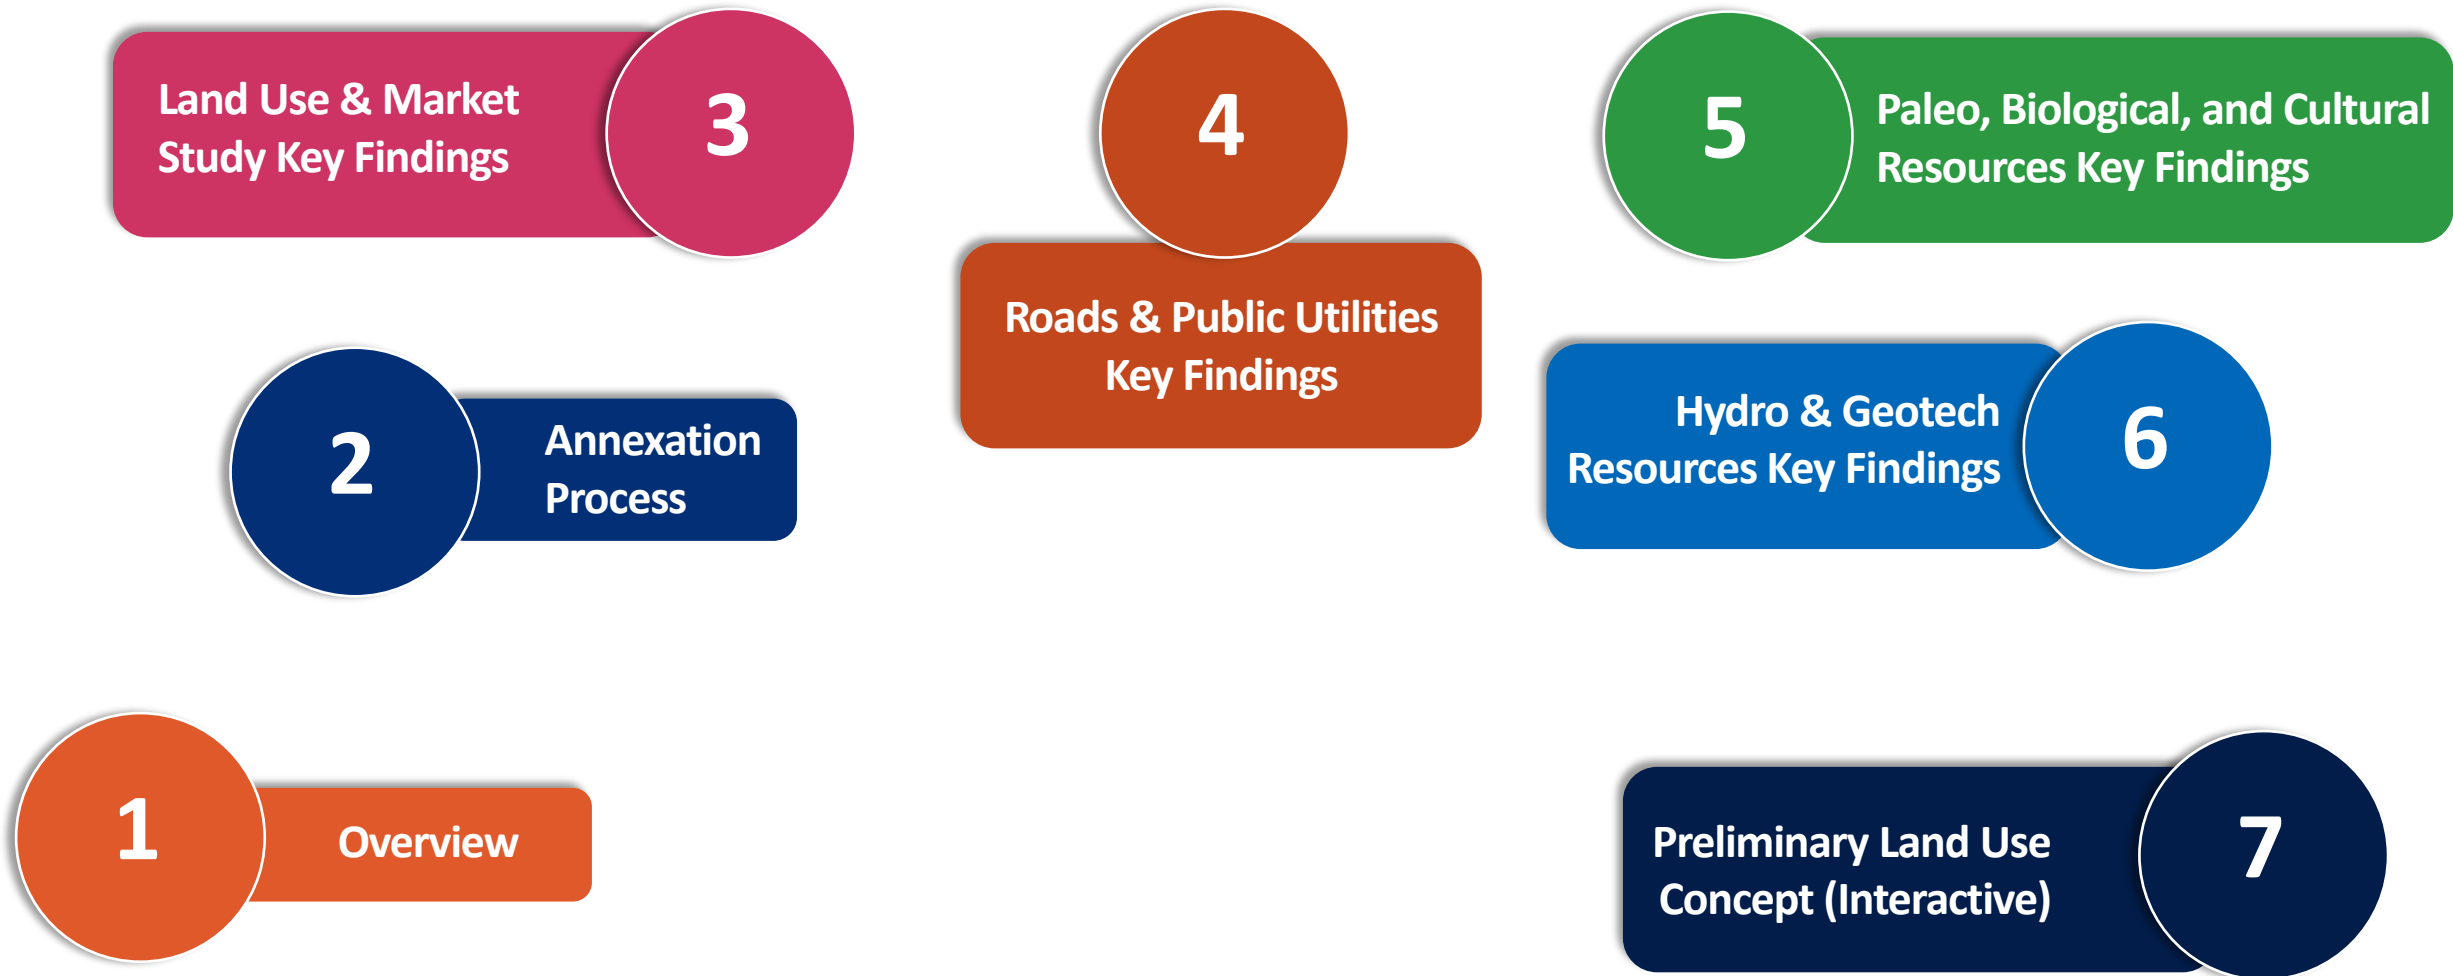 1
Overview
2
Annexation
Process
3
Land Use & Market
Study Key Findings
4
Roads & Public Utilities
Key Findings
5
Paleo, Biological, and Cultural
Resources Key Findings
6
Hydro & Geotech
Resources Key Findings
7
Preliminary Land Use
Concept (Interactive)